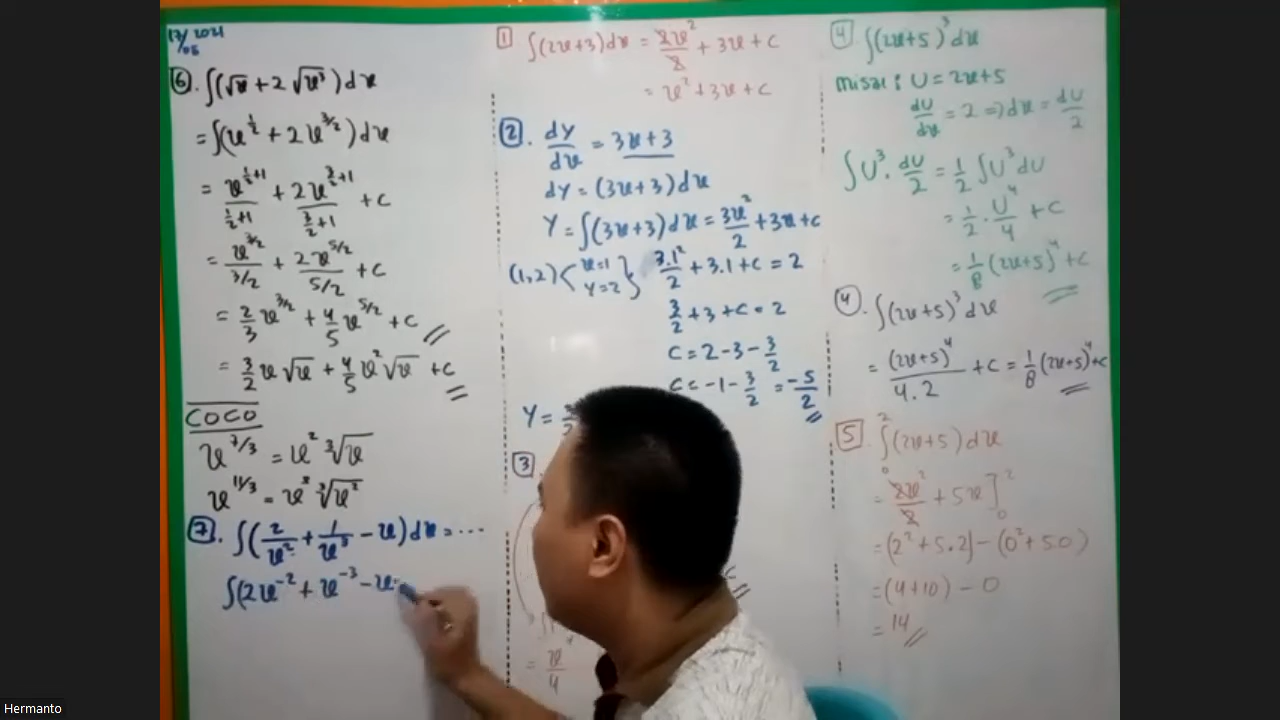 17/05 2021
6. ∫(√x + 2√x³) dx
= ∫(x^{1/2} + 2x^{3/2}) dx
= x^{1/2+1}/(1/2+1) + 2x^{3/2+1}/(3/2+1) + c
= x^{3/2}/(3/2) + 2x^{5/2}/(5/2) + c
= 2/3 x^{3/2} + 4/5 x^{5/2} + c
= 3/2 x√x + 4/5 x²√x + c
COCO
x^{7/3} = x² ∛x
x^{11/3} = x³ ∛x²
7. ∫(2/x² + 1/x³ - x) dx = ...
∫(2x^{-2} + x^{-3} - x
1 ∫(2x+3) dx = 2x²/2 + 3x + c
= x² + 3x + c
2. dy/dx = 3x+3
dy = (3x+3) dx
Y = ∫(3x+3) dx = 3x²/2 + 3x + c
(1,2) < x=1 y=2 } 3.1²/2 + 3.1 + c = 2
3/2 + 3 + c = 2
c = 2 - 3 - 3/2
c = -1 - 3/2 = -5/2
Y =
3.
= x⁴/4
4. ∫(2x+5)³ dx
misal : U = 2x+5
du/dx = 2 ⇒ dx = du/2
∫U³. du/2 = 1/2 ∫U³ du
= 1/2 . U⁴/4 + c
= 1/8 (2x+5)⁴ + c
4. ∫(2x+5)³ dx
= (2x+5)⁴/4.2 + c = 1/8 (2x+5)⁴ + c
5. ∫₀² (2x+5) dx
= 2x²/2 + 5x]₀²
= (2² + 5.2) - (0² + 5.0)
= (4+10) - 0
= 14
Hermanto